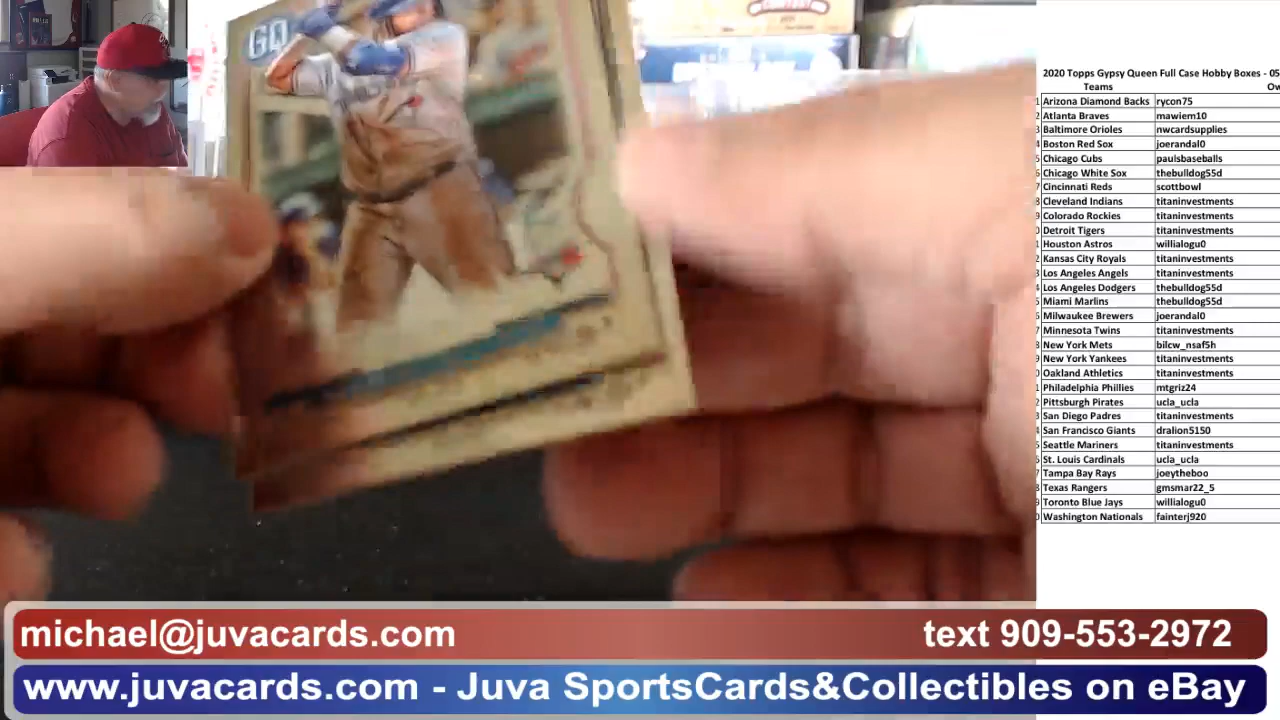 GQ
2020 Topps Gypsy Queen Full Case Hobby Boxes - 05
Teams Ow
Arizona Diamond Backs rycon75
Atlanta Braves mawiem10
Baltimore Orioles nwcardsupplies
Boston Red Sox joerandal0
Chicago Cubs paulsbaseballs
Chicago White Sox thebulldog55d
Cincinnati Reds scottbowl
Cleveland Indians titaninvestments
Colorado Rockies titaninvestments
Detroit Tigers titaninvestments
Houston Astros willialogu0
Kansas City Royals titaninvestments
Los Angeles Angels titaninvestments
Los Angeles Dodgers thebulldog55d
Miami Marlins thebulldog55d
Milwaukee Brewers joerandal0
Minnesota Twins titaninvestments
New York Mets bilcw_nsaf5h
New York Yankees titaninvestments
Oakland Athletics titaninvestments
Philadelphia Phillies mtgriz24
Pittsburgh Pirates ucla_ucla
San Diego Padres titaninvestments
San Francisco Giants dralion5150
Seattle Mariners titaninvestments
St. Louis Cardinals ucla_ucla
Tampa Bay Rays joeytheboo
Texas Rangers gmsmar22_5
Toronto Blue Jays willialogu0
Washington Nationals fainterj920
michael@juvacards.com text 909-553-2972
www.juvacards.com - Juva SportsCards&Collectibles on eBay